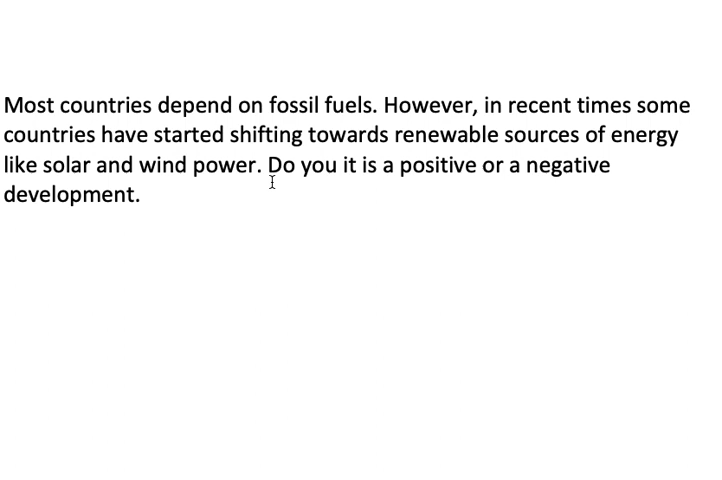 Most countries depend on fossil fuels. However, in recent times some
countries have started shifting towards renewable sources of energy
like solar and wind power. Do you it is a positive or a negative
development.